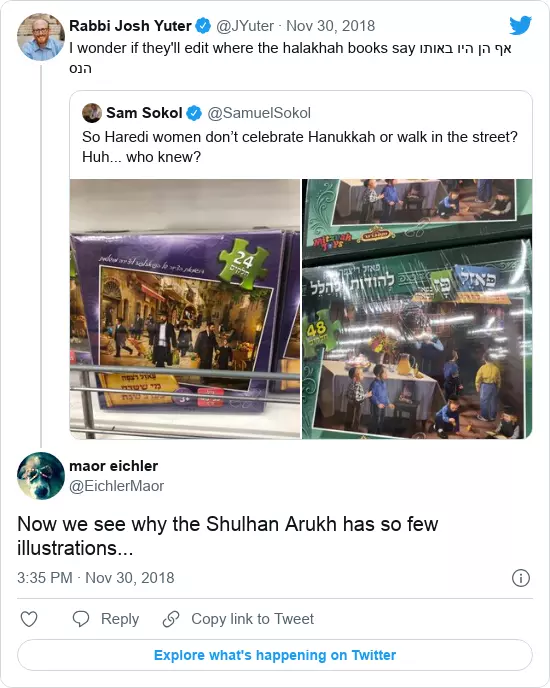 Rabbi Josh Yuter @JYuter · Nov 30, 2018
I wonder if they'll edit where the halakhah books say אף הן היו באותו
הנס
Sam Sokol @SamuelSokol
So Haredi women don’t celebrate Hanukkah or walk in the street?
Huh... who knew?
24
חלקים
3+
פאזל
להודות ולהלל
48
maor eichler
@EichlerMaor
Now we see why the Shulhan Arukh has so few
illustrations...
3:35 PM · Nov 30, 2018
Reply
Copy link to Tweet
Explore what's happening on Twitter